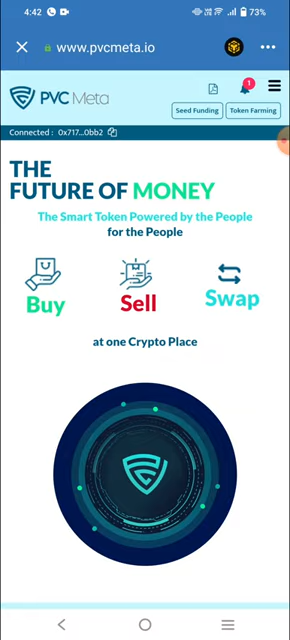 4:42
73%
www.pvcmeta.io
PVC Meta
1
Seed Funding
Token Farming
Connected : 0x717...0bb2
THE
FUTURE OF MONEY
The Smart Token Powered by the People
for the People
Buy
Sell
Swap
at one Crypto Place